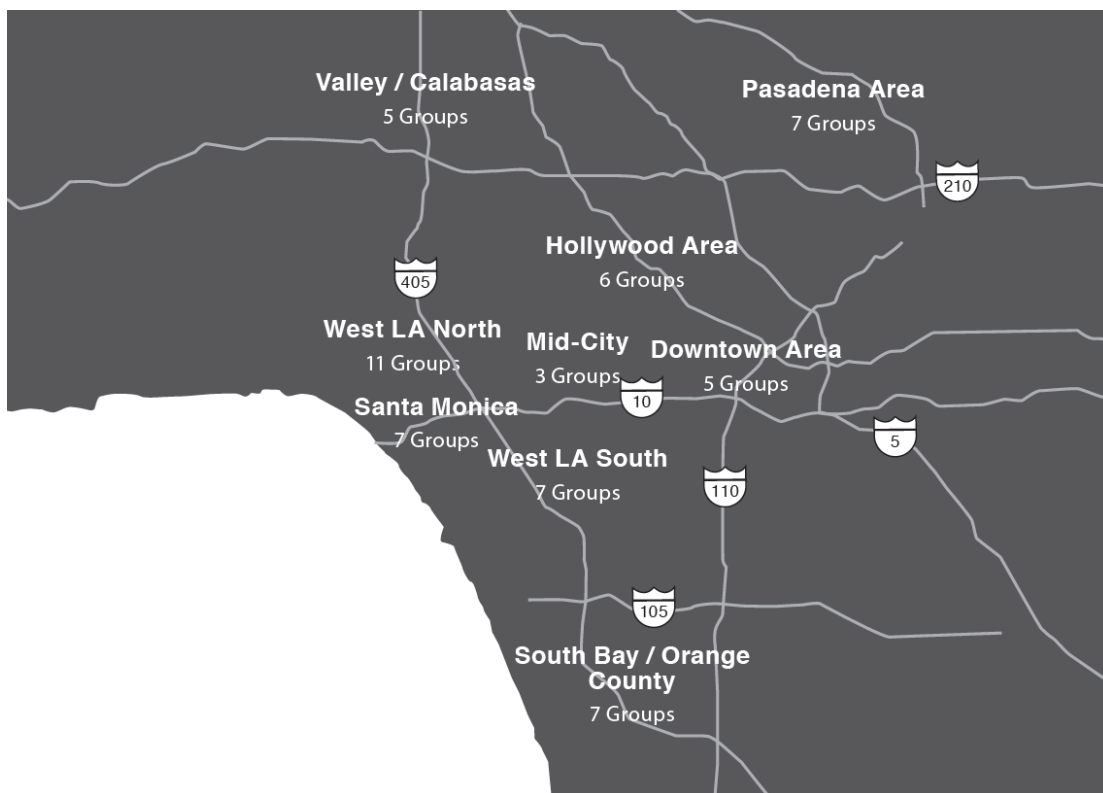 Valley / Calabasas
5 Groups
Pasadena Area
7 Groups
210
Hollywood Area
6 Groups
405
West LA North
11 Groups
Mid-City
3 Groups
Downtown Area
5 Groups
10
Santa Monica
7 Groups
5
West LA South
7 Groups
110
105
South Bay / Orange
County
7 Groups